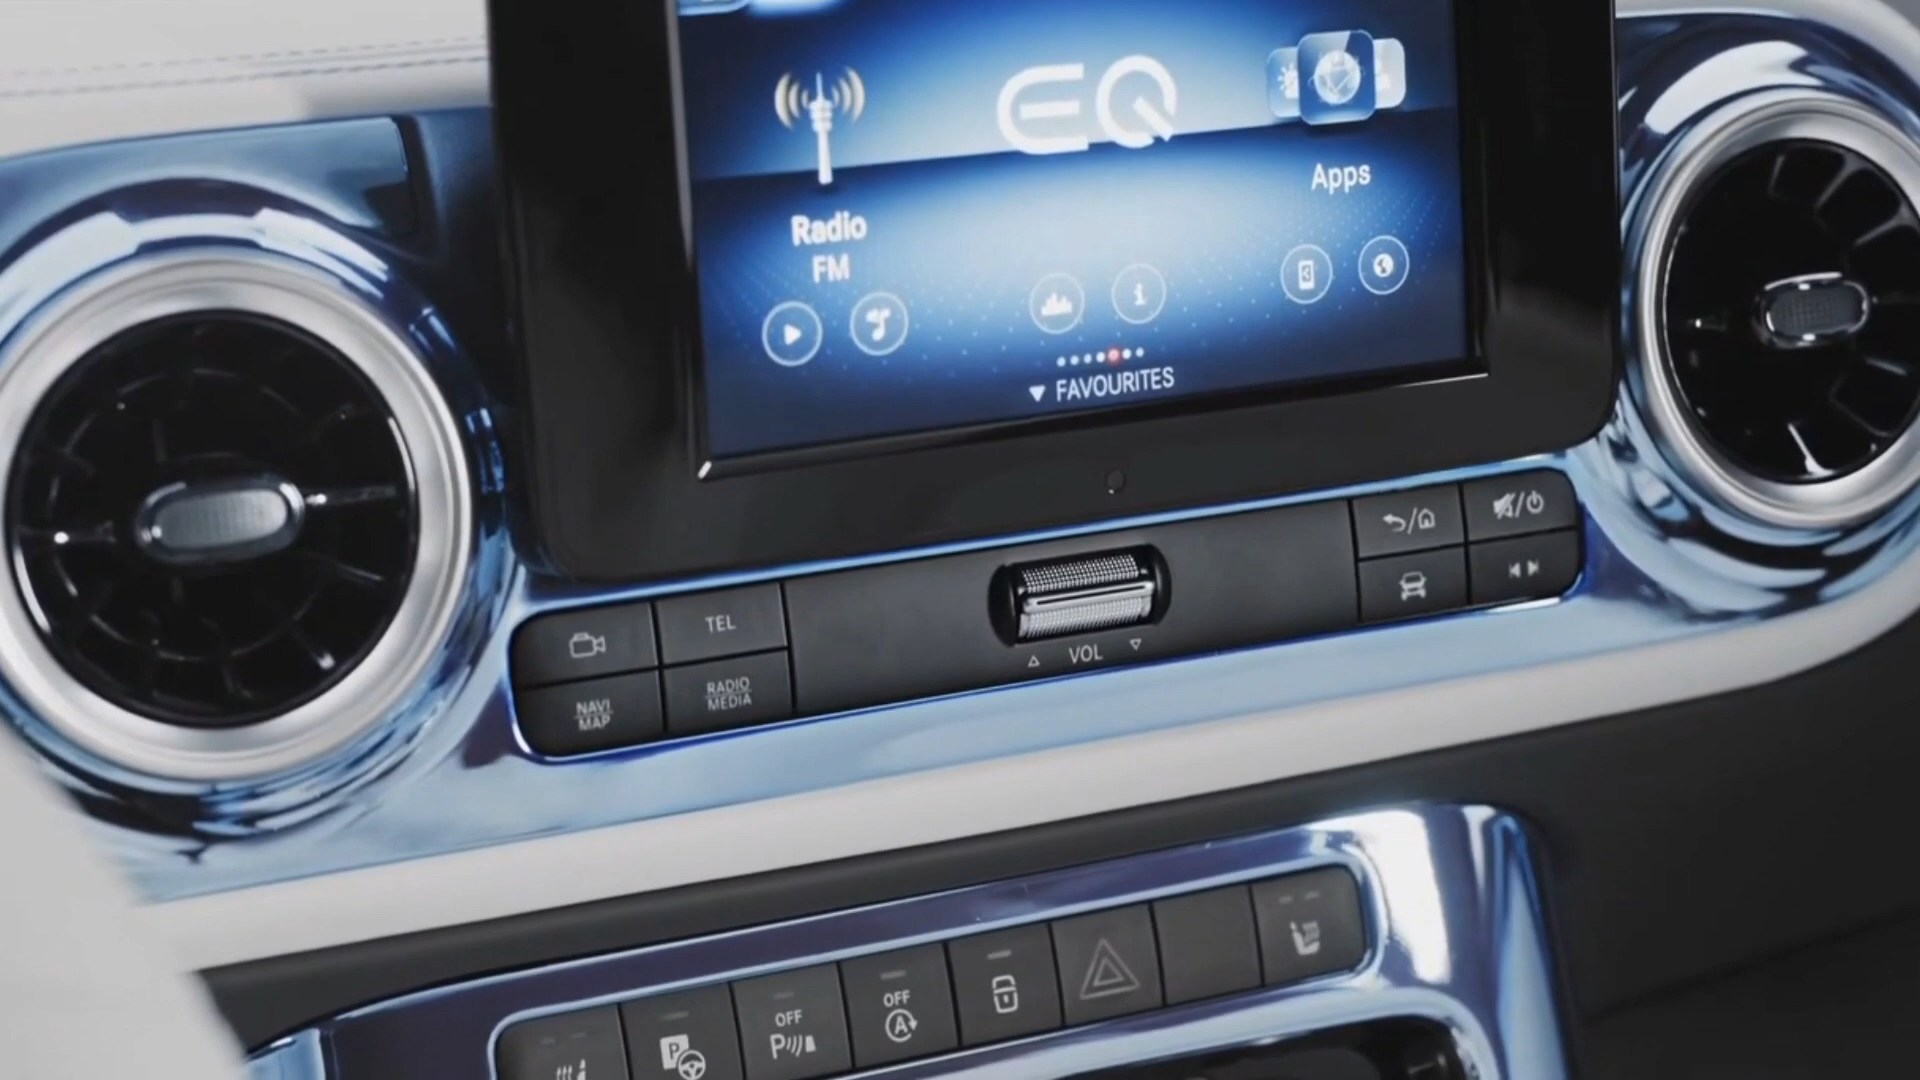 EQ
Apps
Radio
FM
FAVOURITES
TEL
VOL
NAVI
MAP
RADIO
MEDIA
OFF
OFF
P
P
A